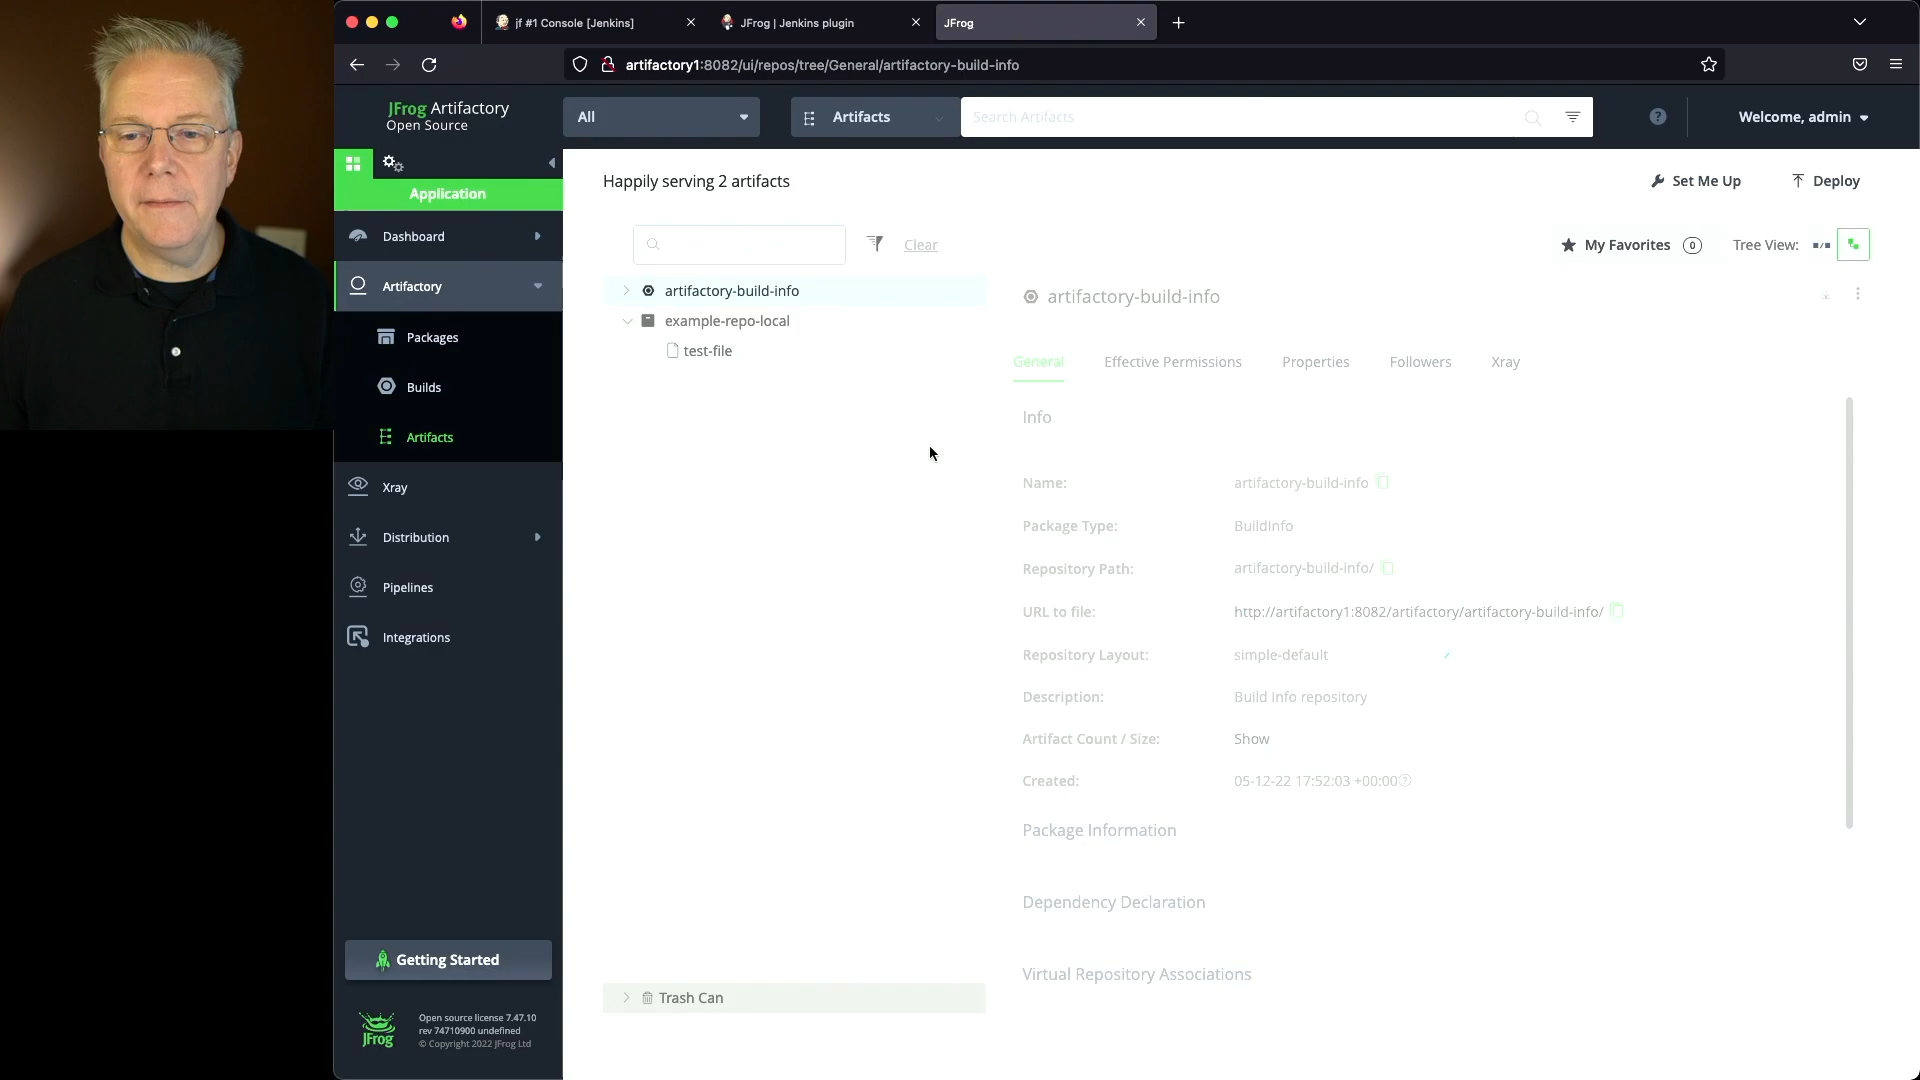 jf #1 Console [Jenkins]
JFrog | Jenkins plugin
JFrog
artifactory1:8082/ui/repos/tree/General/artifactory-build-info
JFrog Artifactory
Open Source
All
Artifacts
Search Artifacts
Welcome, admin
Application
Happily serving 2 artifacts
Set Me Up
Deploy
Dashboard
Clear
My Favorites 0
Tree View:
Artifactory
artifactory-build-info
example-repo-local
test-file
artifactory-build-info
Packages
Builds
Artifacts
General
Effective Permissions
Properties
Followers
Xray
Info
Xray
Distribution
Pipelines
Integrations
Name: artifactory-build-info
Package Type: BuildInfo
Repository Path: artifactory-build-info/
URL to file: http://artifactory1:8082/artifactory/artifactory-build-info/
Repository Layout: simple-default
Description: Build Info repository
Artifact Count / Size: Show
Created: 05-12-22 17:52:03 +00:00
Package Information
Dependency Declaration
Virtual Repository Associations
Getting Started
Trash Can
JFrog
Open source license 7.47.10
rev 74710900 undefined
© Copyright 2022 JFrog Ltd